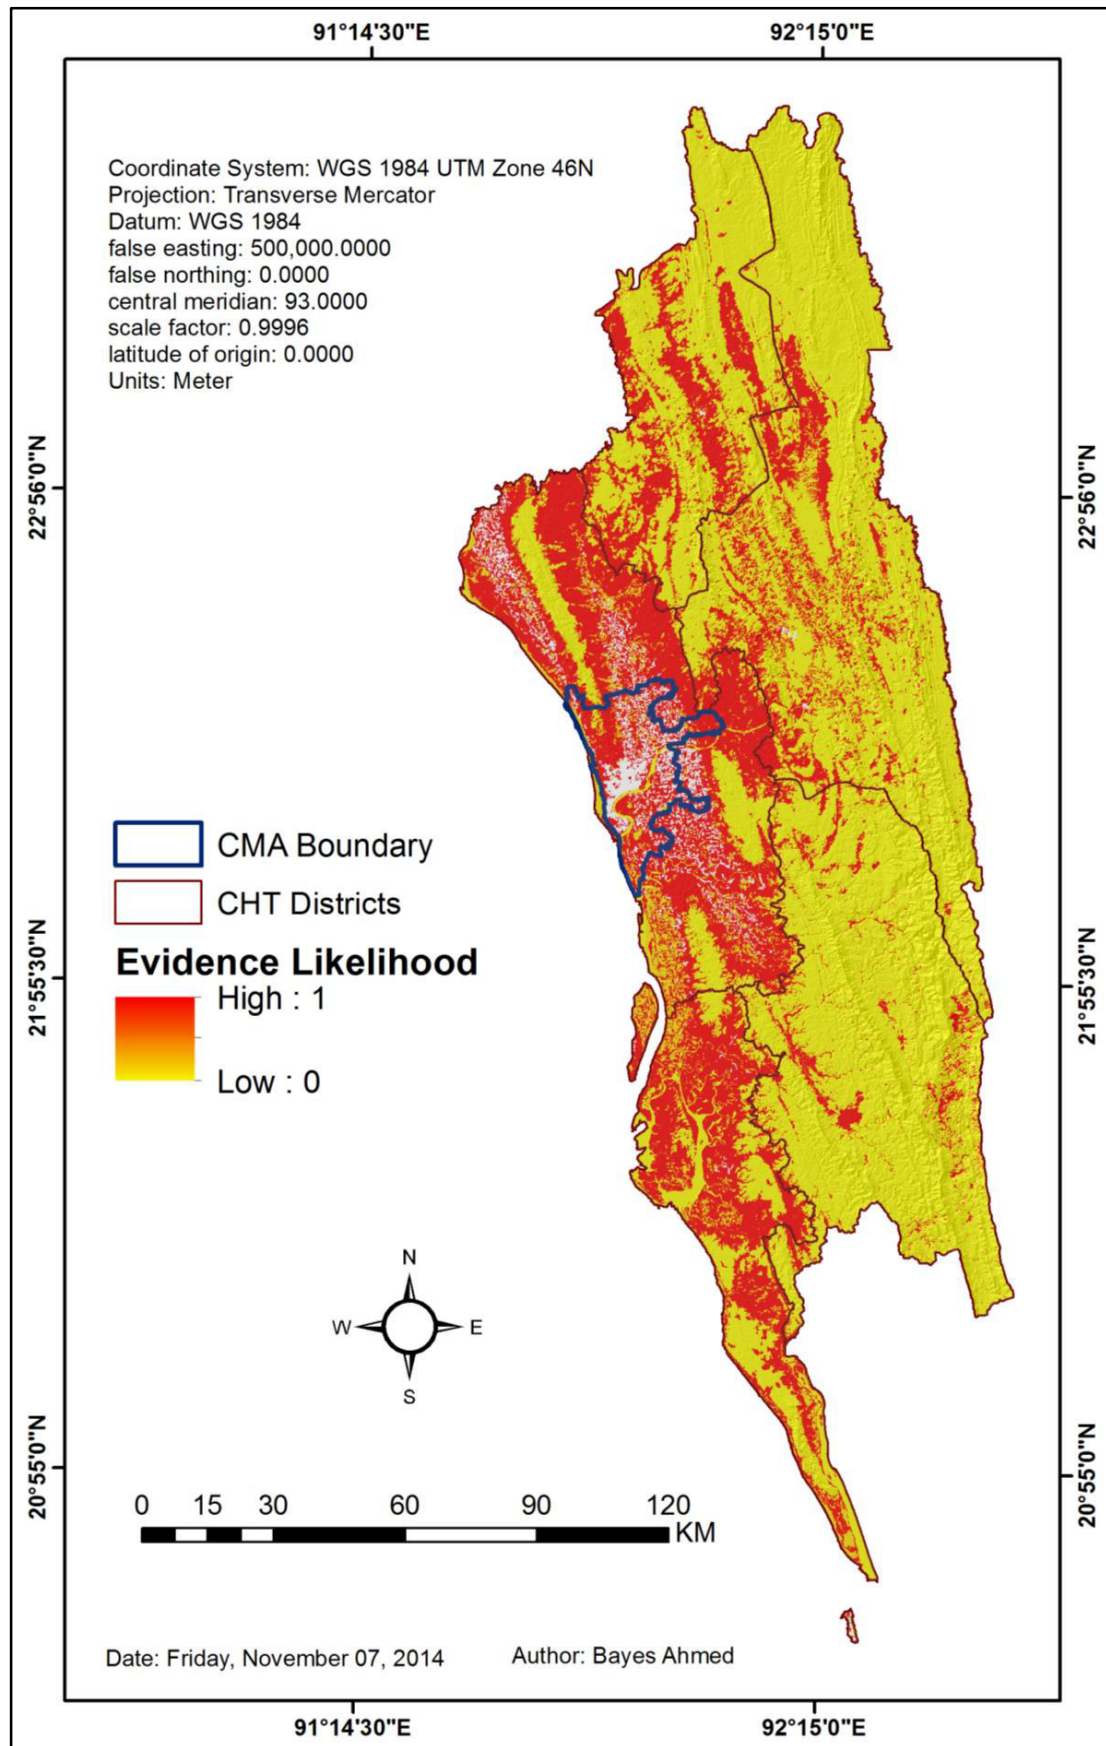 91°14'30"E 92°15'0"E
Coordinate System: WGS 1984 UTM Zone 46N
Projection: Transverse Mercator
Datum: WGS 1984
false easting: 500,000.0000
false northing: 0.0000
central meridian: 93.0000
scale factor: 0.9996
latitude of origin: 0.0000
Units: Meter
22°56'0"N 22°56'0"N
CMA Boundary
CHT Districts
Evidence Likelihood
High : 1
Low : 0
21°55'30"N 21°55'30"N
N
W E
S
20°55'0"N 20°55'0"N
0 15 30 60 90 120
KM
Date: Friday, November 07, 2014 Author: Bayes Ahmed
91°14'30"E 92°15'0"E